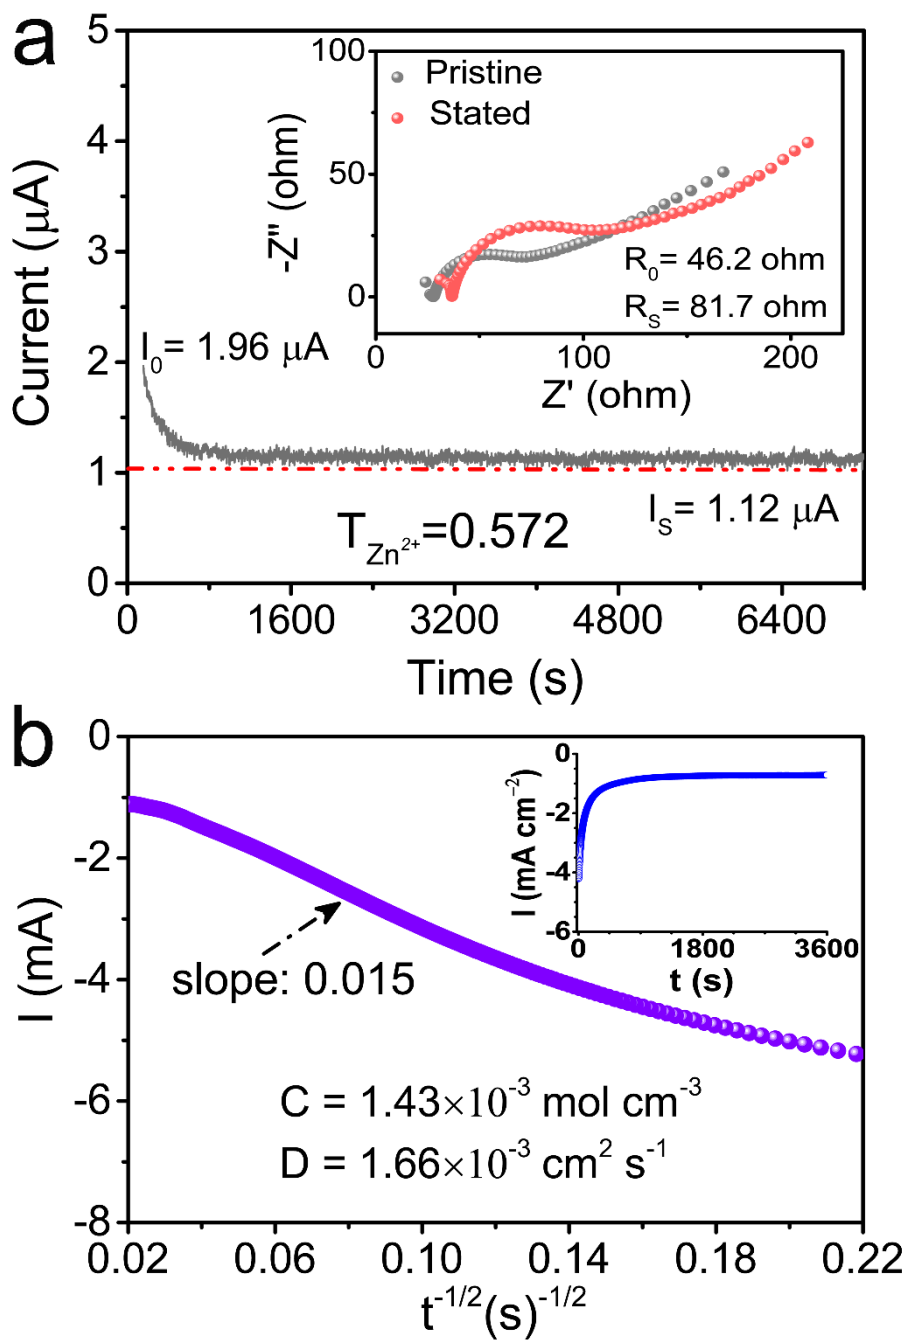 a
5
4
3
2
1
0
Current (μA)
100
50
0
-Z'' (ohm)
Pristine
Stated
R0= 46.2 ohm
RS= 81.7 ohm
0 100 200
Z' (ohm)
I0= 1.96 μA
IS= 1.12 μA
TZn2+=0.572
0 1600 3200 4800 6400
Time (s)
b
0
-2
-4
-6
-8
I (mA)
0
-2
-4
-6
I (mA cm-2)
0 1800 3600
t (s)
slope: 0.015
C = 1.43×10-3 mol cm-3
D = 1.66×10-3 cm2 s-1
0.02 0.06 0.10 0.14 0.18 0.22
t-1/2(s)-1/2